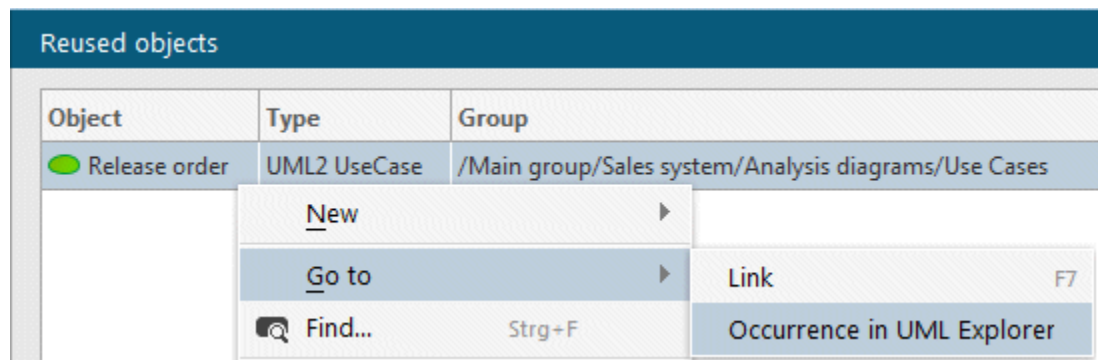 Reused objects
Object Type Group
Release order UML2 UseCase /Main group/Sales system/Analysis diagrams/Use Cases
New
Go to Link F7
Find... Strg+F Occurrence in UML Explorer